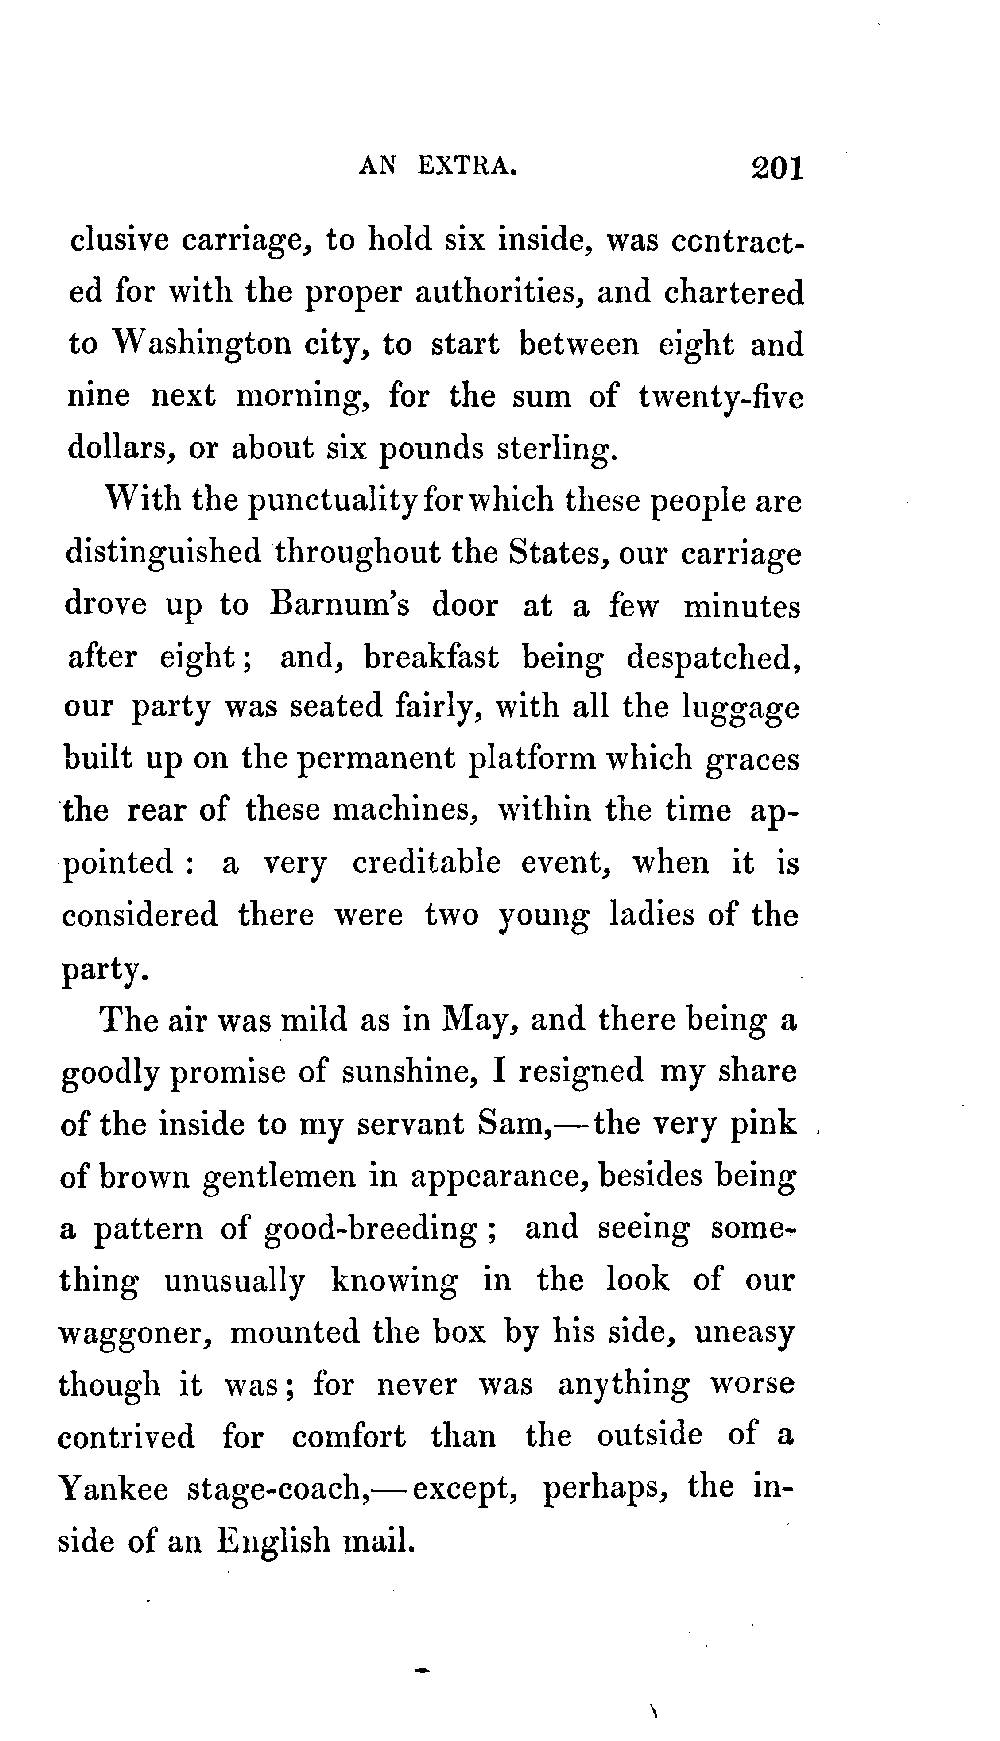 AN EXTRA. 201
clusive carriage, to hold six inside, was contract-
ed for with the proper authorities, and chartered
to Washington city, to start between eight and
nine next morning, for the sum of twenty-five
dollars, or about six pounds sterling.
With the punctuality for which these people are
distinguished throughout the States, our carriage
drove up to Barnum's door at a few minutes
after eight; and, breakfast being despatched,
our party was seated fairly, with all the luggage
built up on the permanent platform which graces
the rear of these machines, within the time ap-
pointed: a very creditable event, when it is
considered there were two young ladies of the
party.
The air was mild as in May, and there being a
goodly promise of sunshine, I resigned my share
of the inside to my servant Sam,—the very pink
of brown gentlemen in appearance, besides being
a pattern of good-breeding; and seeing some-
thing unusually knowing in the look of our
waggoner, mounted the box by his side, uneasy
though it was; for never was anything worse
contrived for comfort than the outside of a
Yankee stage-coach,—except, perhaps, the in-
side of an English mail.